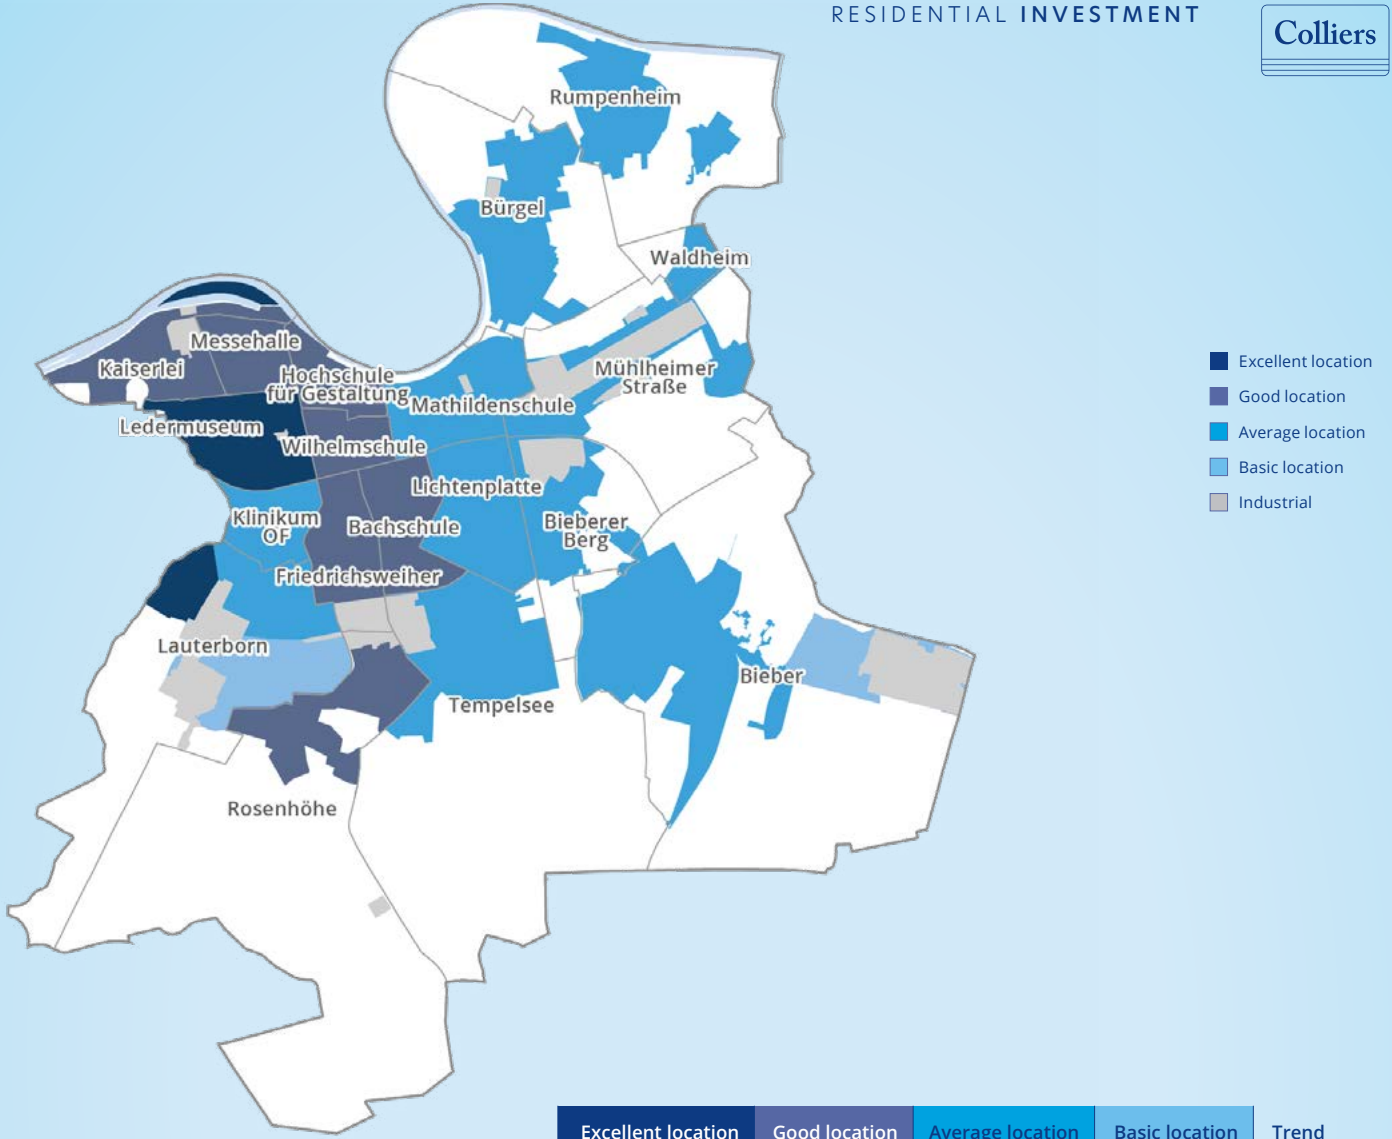 RESIDENTIAL INVESTMENT
Colliers
Rumpenheim
Bürgel
Waldheim
Messehalle
Kaiserlei
Hochschule
für Gestaltung
Mühlheimer
Straße
Mathildenschule
Ledermuseum
Wilhelmschule
Lichtenplatte
Klinikum
OF
Bachschule
Bieberer
Berg
Friedrichsweiher
Lauterborn
Bieber
Tempelsee
Rosenhöhe
Excellent location
Good location
Average location
Basic location
Industrial
Excellent location Good location Average location Basic location Trend